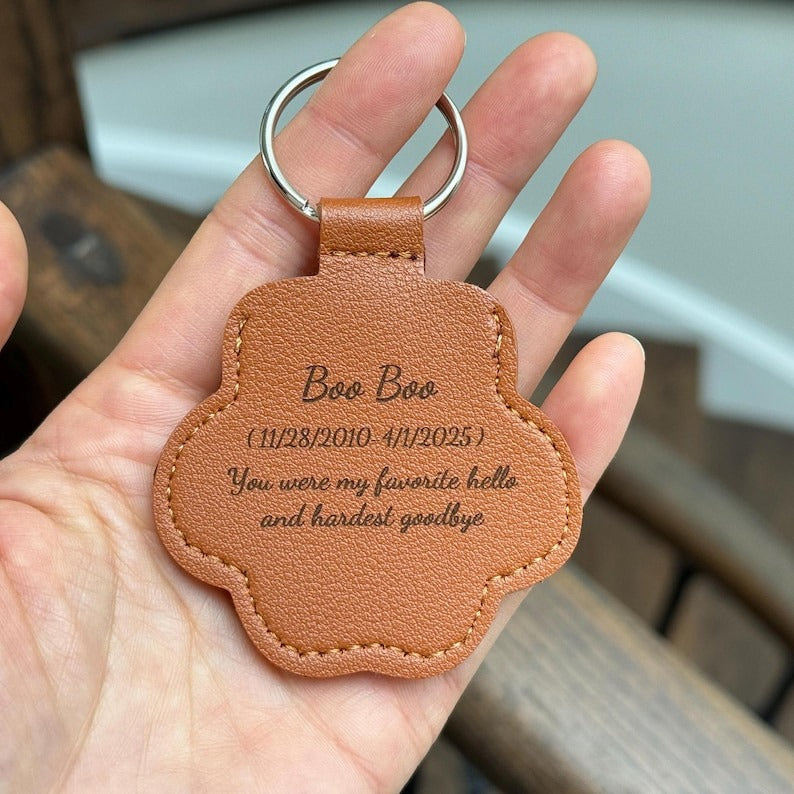 Boo Boo
(11/28/2010-4/1/2025)
You were my favorite hello
and hardest goodbye